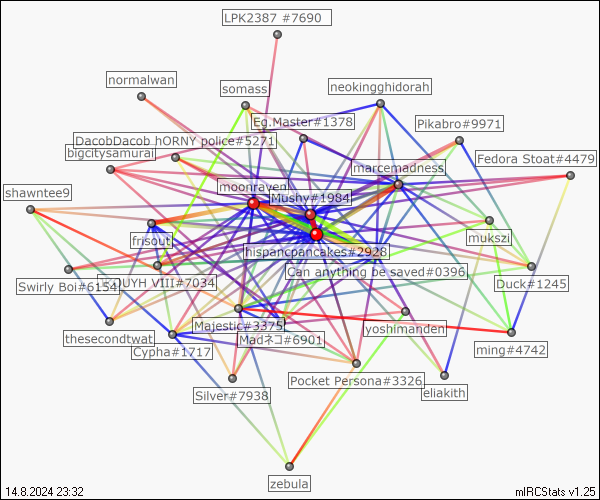 LPK2387 #7690
normalwan
somass
neokingghidorah
Eg.Master#1378
Pikabro#9971
DacobDacob hORNY police#5271
bigcitysamurai
marcemadness
Fedora Stoat#4479
shawntee9
moonraven
Mushy#1984
frisout
hispancpancakes#2928
mukszi
Can anything be saved#0396
Swirly Boi#6154
VIII#7034
Duck#1245
thesecondtwat
Majestic#3375
Madネコ#6901
yoshimanden
Cypha#1717
ming#4742
Pocket Persona#3326
eliakith
Silver#7938
zebula
14.8.2024 23:32
mIRCStats v1.25